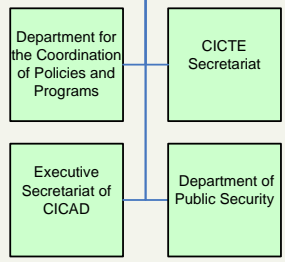 Department for
the Coordination
of Policies and
Programs
CICTE
Secretariat
Executive
Secretariat of
CICAD
Department of
Public Security